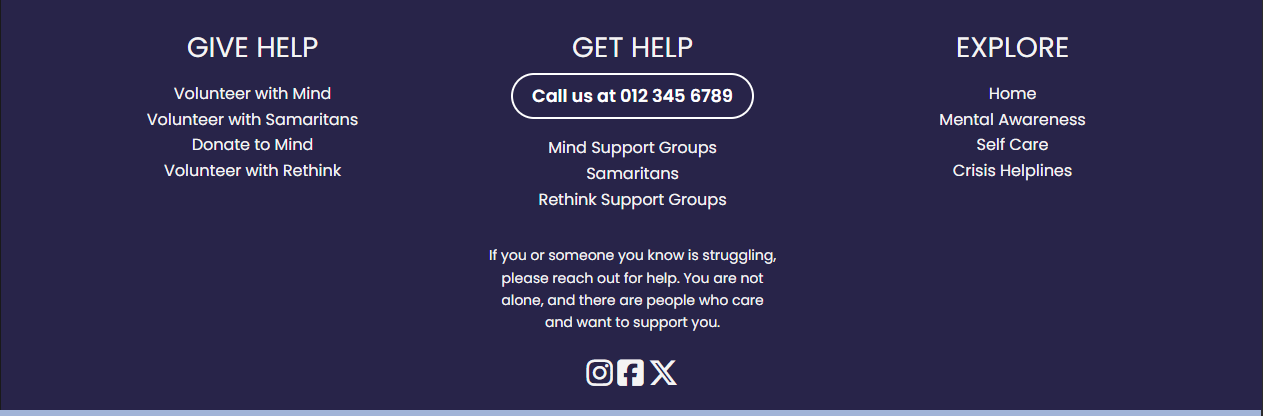 GIVE HELP
Volunteer with Mind
Volunteer with Samaritans
Donate to Mind
Volunteer with Rethink
GET HELP
Call us at 012 345 6789
Mind Support Groups
Samaritans
Rethink Support Groups
If you or someone you know is struggling,
please reach out for help. You are not
alone, and there are people who care
and want to support you.
EXPLORE
Home
Mental Awareness
Self Care
Crisis Helplines